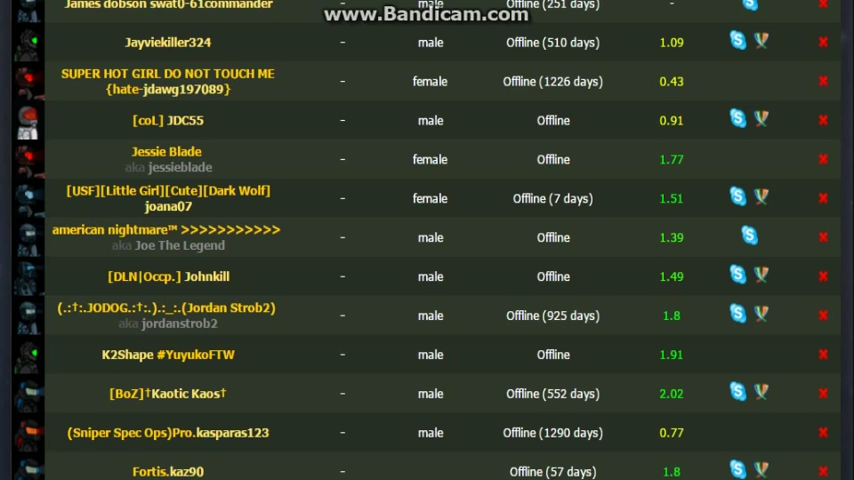 www.Bandicam.com
James dobson swat0-61commander - male Offline (251 days) -
Jayviekiller324 - male Offline (510 days) 1.09
SUPER HOT GIRL DO NOT TOUCH ME
{hate-jdawg197089} - female Offline (1226 days) 0.43
[coL] JDC55 - male Offline 0.91
Jessie Blade
aka jessieblade - female Offline 1.77
[USF][Little Girl][Cute][Dark Wolf]
joana07 - female Offline (7 days) 1.51
american nightmare™ >>>>>>>>>>>
aka Joe The Legend - male Offline 1.39
[DLN|Occp.] Johnkill - male Offline 1.49
(.:†:.JODOG.:†:.).:_:.(Jordan Strob2)
aka jordanstrob2 - male Offline (925 days) 1.8
K2Shape #YuyukoFTW - male Offline 1.91
[BoZ]†Kaotic Kaos† - male Offline (552 days) 2.02
(Sniper Spec Ops)Pro.kasparas123 - male Offline (1290 days) 0.77
Fortis.kaz90 male Offline (57 days) 1.8